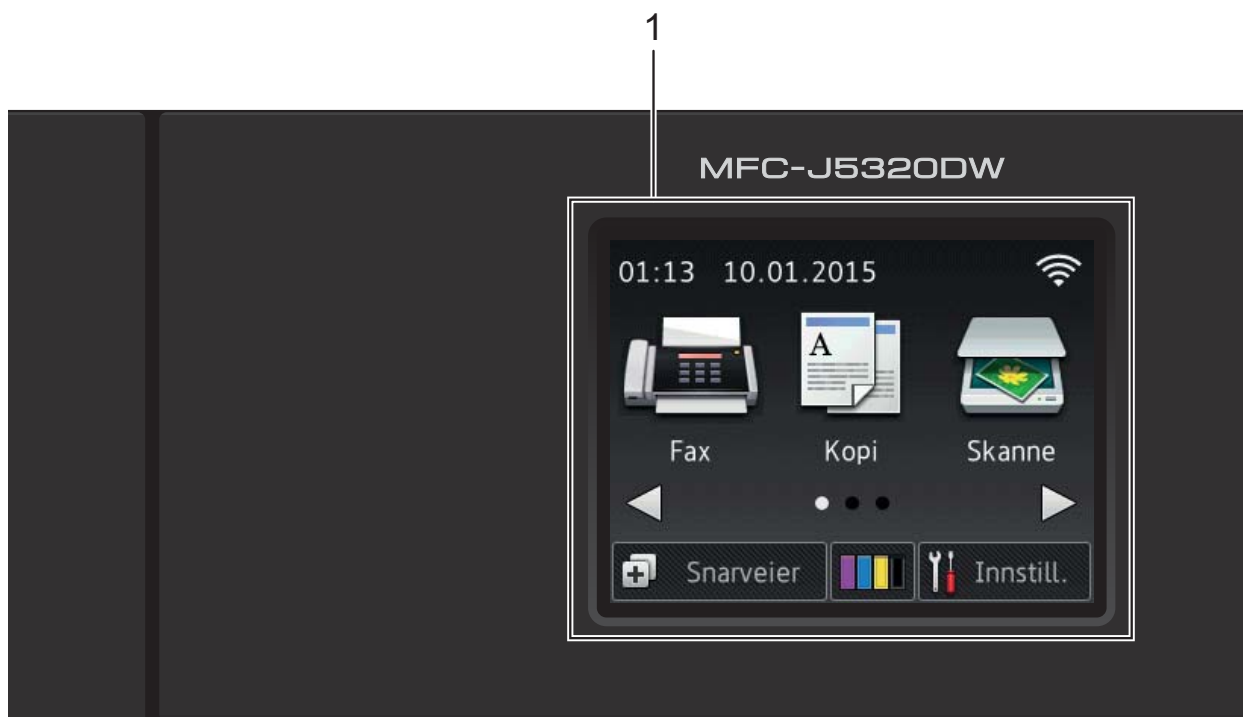 1
MFC-J5320DW
01:13 10.01.2015
A
Fax Kopi Skanne
Snarveier Innstill.